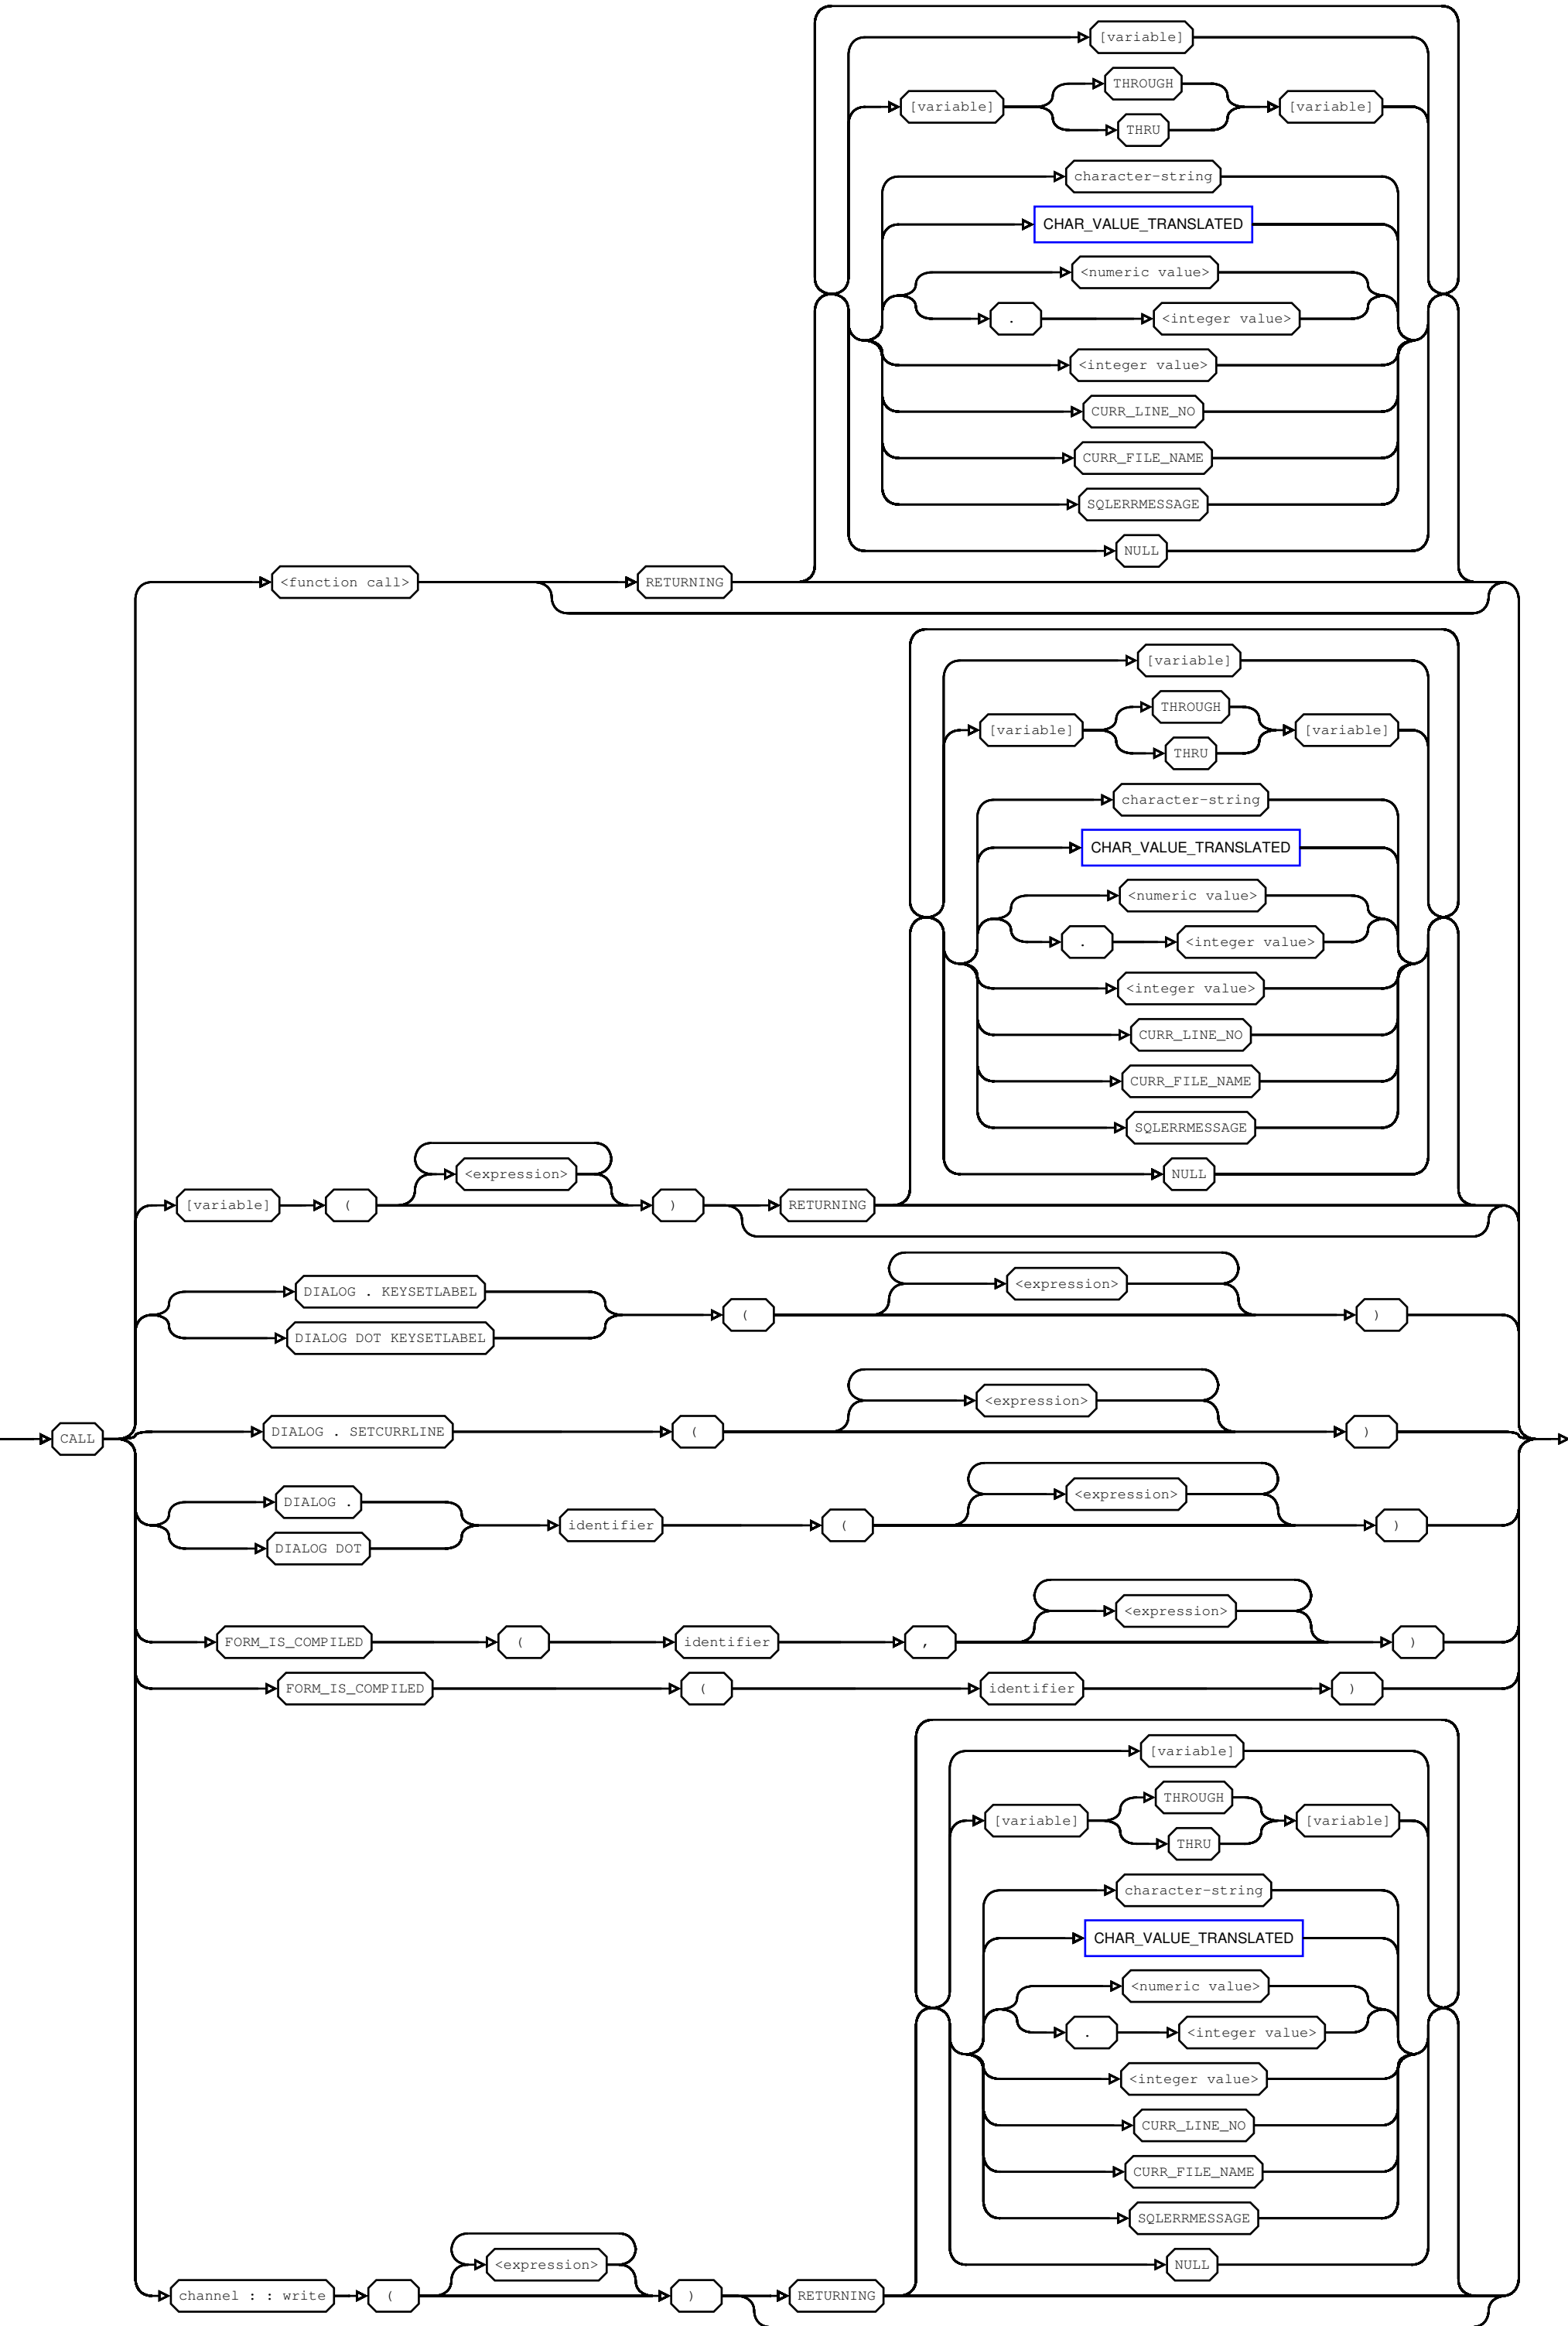 [variable]
THROUGH
[variable] [variable]
THRU
character-string
CHAR_VALUE_TRANSLATED
<numeric value>
. <integer value>
<integer value>
CURR_LINE_NO
CURR_FILE_NAME
SQLERRMESSAGE
NULL
<function call> RETURNING
[variable]
THROUGH
[variable] [variable]
THRU
character-string
CHAR_VALUE_TRANSLATED
<numeric value>
. <integer value>
<integer value>
CURR_LINE_NO
CURR_FILE_NAME
SQLERRMESSAGE
<expression> NULL
[variable] ( ) RETURNING
DIALOG . KEYSETLABEL <expression>
( )
DIALOG DOT KEYSETLABEL
<expression>
CALL DIALOG . SETCURRLINE ( )
DIALOG . <expression>
identifier ( )
DIALOG DOT
<expression>
FORM_IS_COMPILED ( identifier , )
FORM_IS_COMPILED ( identifier )
[variable]
THROUGH
[variable] [variable]
THRU
character-string
CHAR_VALUE_TRANSLATED
<numeric value>
. <integer value>
<integer value>
CURR_LINE_NO
CURR_FILE_NAME
SQLERRMESSAGE
<expression> NULL
channel : : write ( ) RETURNING